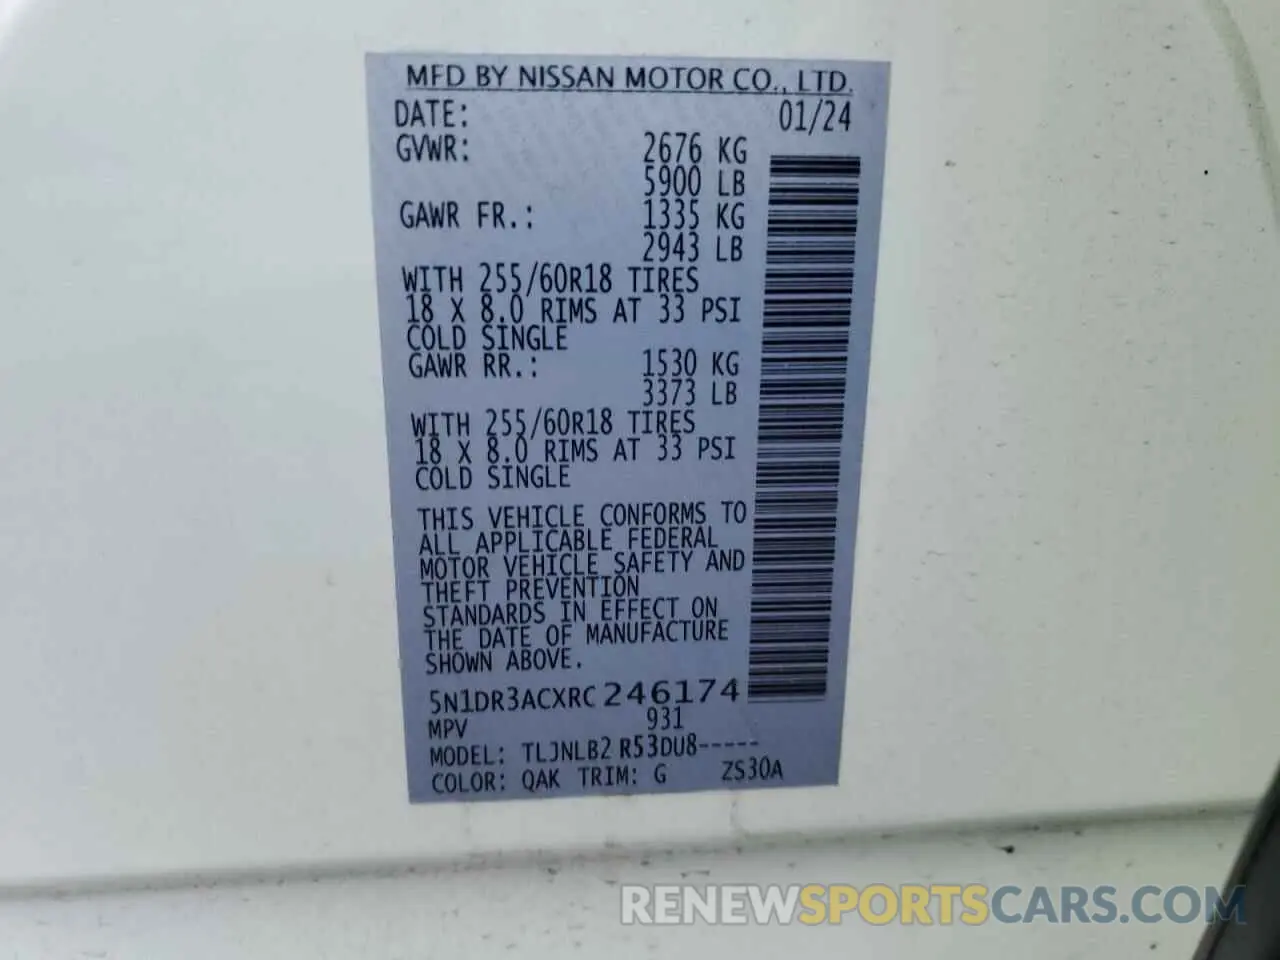 MFD BY NISSAN MOTOR CO., LTD.
DATE: 01/24
GVWR: 2676 KG
5900 LB
GAWR FR.: 1335 KG
2943 LB
WITH 255/60R18 TIRES
18 X 8.0 RIMS AT 33 PSI
COLD SINGLE
GAWR RR.: 1530 KG
3373 LB
WITH 255/60R18 TIRES
18 X 8.0 RIMS AT 33 PSI
COLD SINGLE
THIS VEHICLE CONFORMS TO
ALL APPLICABLE FEDERAL
MOTOR VEHICLE SAFETY AND
THEFT PREVENTION
STANDARDS IN EFFECT ON
THE DATE OF MANUFACTURE
SHOWN ABOVE.
5N1DR3ACXRC 246174
MPV 931
MODEL: TLJNLB2 R53DU8-----
COLOR: QAK TRIM: G ZS30A
RENEWSPORTSCARS.COM